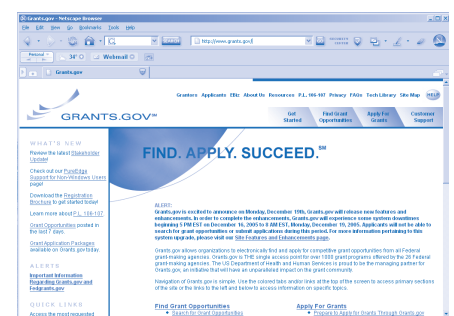 Grants.gov - Netscape Browser
File Edit View Go Bookmarks Tools Help
http://www.grants.gov/
SECURITY CENTER
Personal
34° Webmail
Grants.gov
Grantors Applicants EBiz About Us Resources P.L. 106-107 Privacy FAQs Tech Library Site Map HELP
GRANTS.GOV℠
Get Started
Find Grant Opportunities
Apply For Grants
Customer Support
WHAT'S NEW
Review the latest Stakeholder
Update!
Check out our PureEdge
Support for Non-Windows Users
page!
Download the Registration
Brochure to get started today!
Learn more about P.L. 106-107
Grant Opportunities posted in
the last 7 days.
Grant Application Packages
available on Grants.gov today.
ALERTS
Important Information
Regarding Grants.gov and
Fedgrants.gov
QUICK LINKS
Access the most requested
FIND. APPLY. SUCCEED.℠
ALERT:
Grants.gov is excited to announce on Monday, December 19th, Grants.gov will release new features and
enhancements. In order to complete the enhancements, Grants.gov will experience some system downtimes
beginning 5 PM EST on December 16, 2005 to 8 AM EST, Monday, December 19, 2005. Applicants will not be able to
search for grant opportunities or submit applications during this period. For more information pertaining to this
system upgrade, please visit our Site Features and Enhancements page.
Grants.gov allows organizations to electronically find and apply for competitive grant opportunities from all Federal
grant-making agencies. Grants.gov is THE single access point for over 1000 grant programs offered by the 26 Federal
grant-making agencies. The US Department of Health and Human Services is proud to be the managing partner for
Grants.gov, an initiative that will have an unparalleled impact on the grant community.
Navigation of Grants.gov is simple. Use the colored tabs and/or links at the top of the screen to access primary sections
of the site or the links to the left and below to access information on specific topics.
Find Grant Opportunities
Search for Grant Opportunities
Apply For Grants
Prepare to Apply for Grants Through Grants.gov